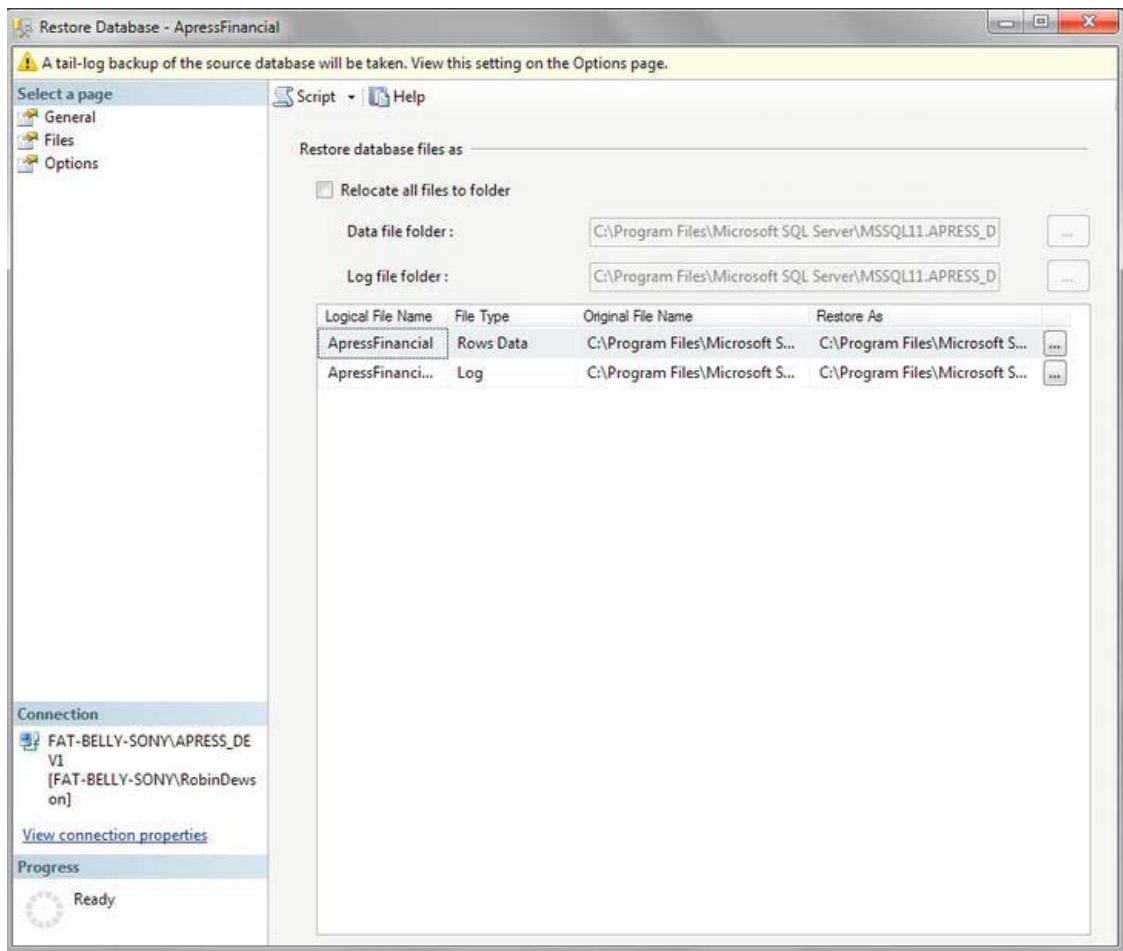 Restore Database - ApressFinancial
A tail-log backup of the source database will be taken. View this setting on the Options page.
Select a page
General
Files
Options
Script Help
Restore database files as
Relocate all files to folder
Data file folder :
C:\Program Files\Microsoft SQL Server\MSSQL11.APRESS_D
...
Log file folder :
C:\Program Files\Microsoft SQL Server\MSSQL11.APRESS_D
...
Logical File Name File Type Original File Name Restore As
ApressFinancial Rows Data C:\Program Files\Microsoft S... C:\Program Files\Microsoft S... ...
ApressFinanci... Log C:\Program Files\Microsoft S... C:\Program Files\Microsoft S... ...
Connection
FAT-BELLY-SONY\APRESS_DE
V1
[FAT-BELLY-SONY\RobinDews
on]
View connection properties
Progress
Ready